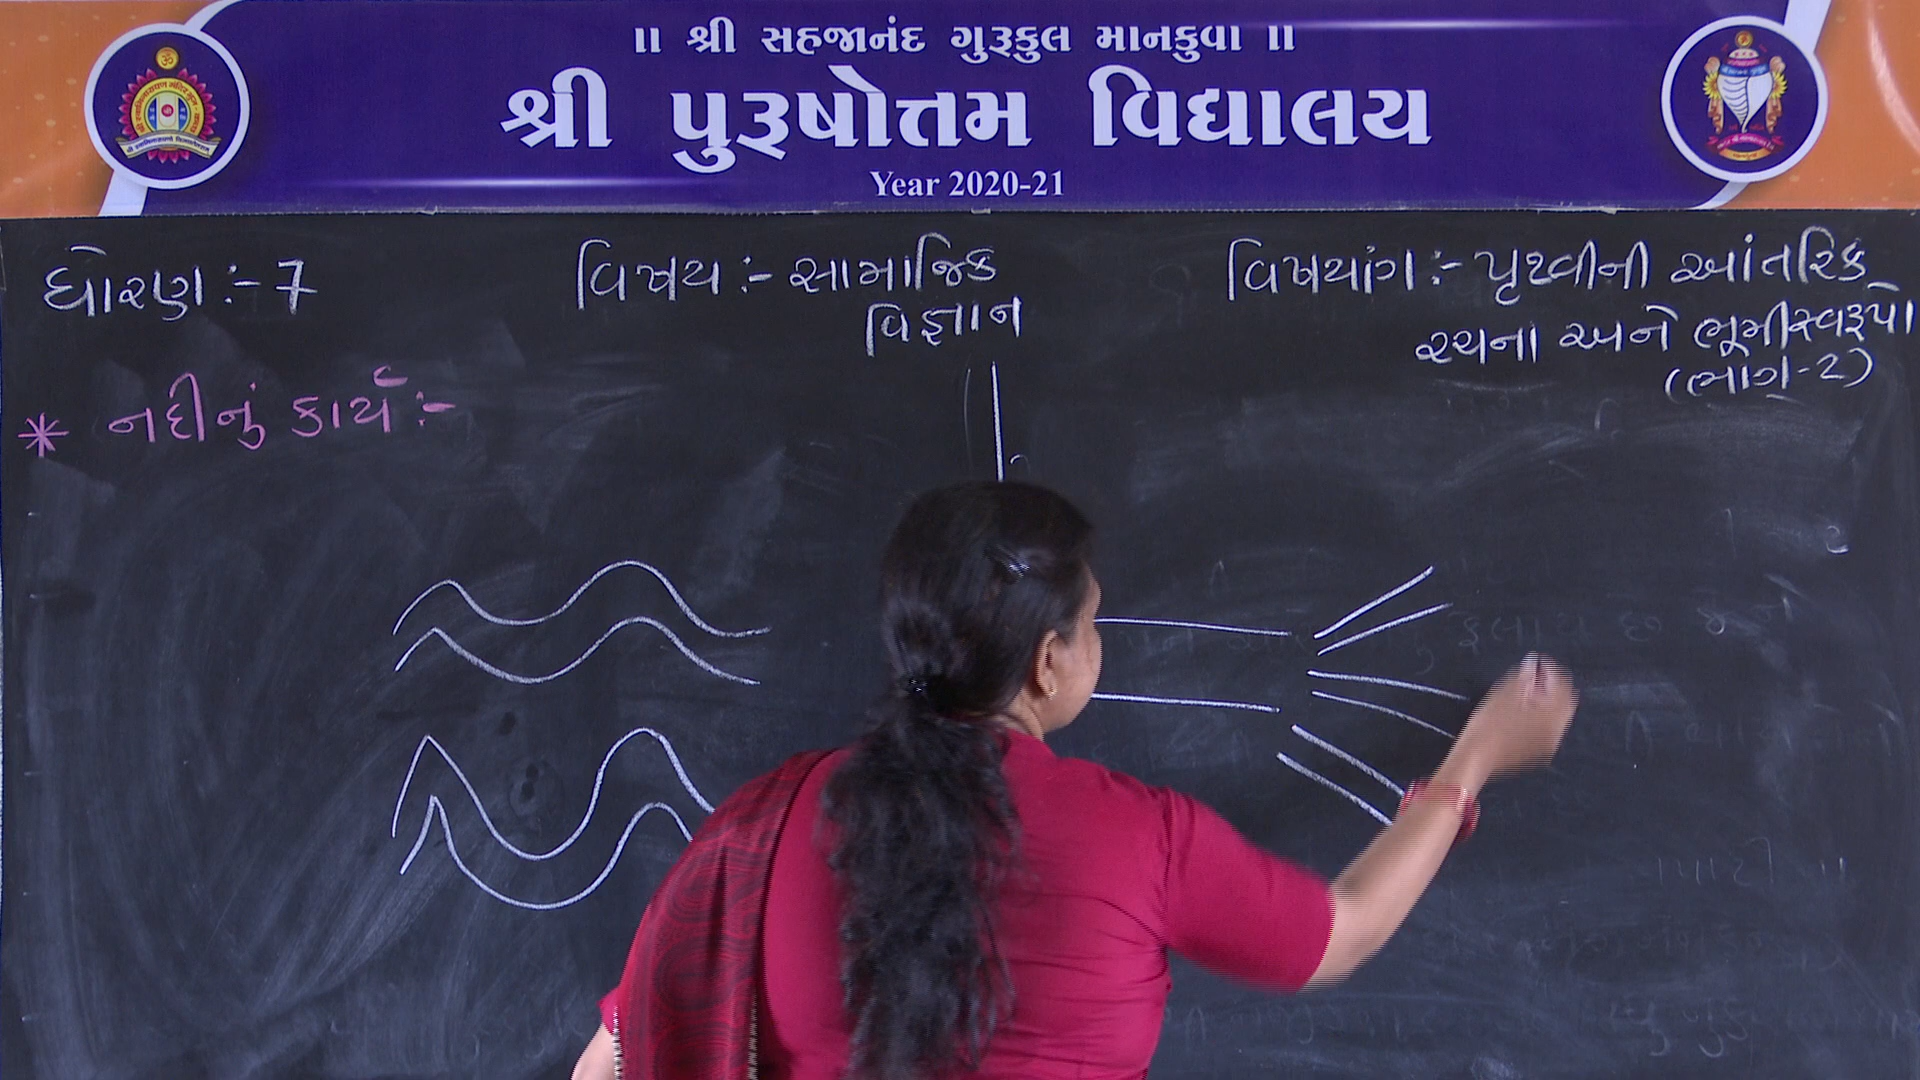 ॥ શ્રી સહજાનંદ ગુરૂકુલ માનકુવા ॥
શ્રી પુરૂષોત્તમ વિદ્યાલય
Year 2020-21
ધોરણ :- 7
વિષય :- સામાજિક
વિજ્ઞાન
વિષયાંગ :- પૃથ્વીની આંતરિક
રચના અને ભૂમીસ્વરૂપો
(ભાગ-2)
* નદીનું કાર્ય :-